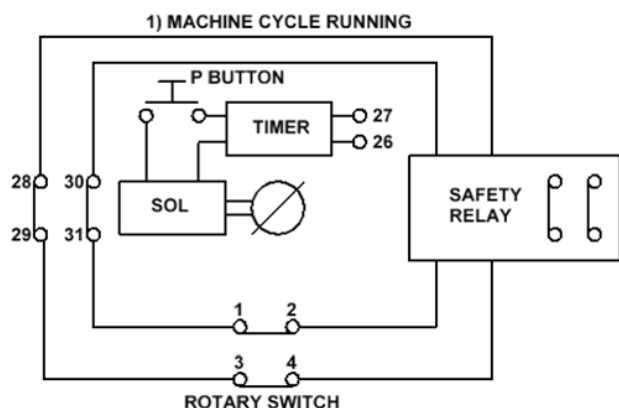 1) MACHINE CYCLE RUNNING
P BUTTON
TIMER
27
26
28
30
SOL
SAFETY
RELAY
29
31
1
2
3
4
ROTARY SWITCH